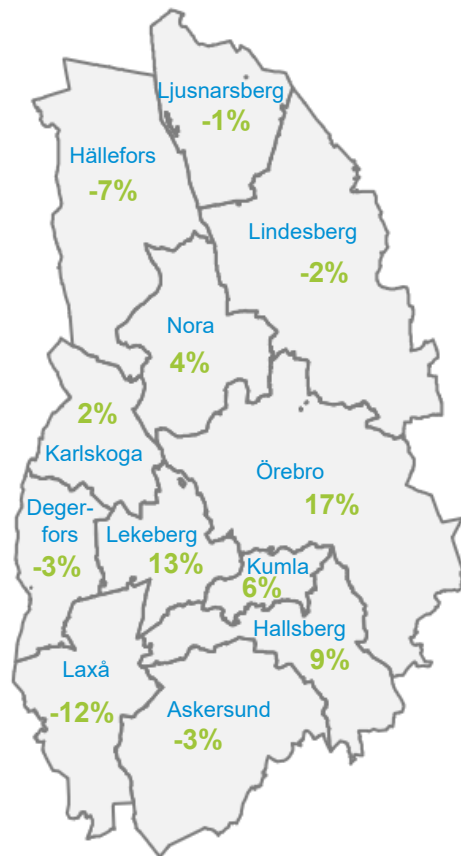 Ljusnarsberg
-1%
Hällefors
-7%
Lindesberg
-2%
Nora
4%
2%
Karlskoga
Örebro
17%
Deger-
fors
-3%
Lekeberg
13%
Kumla
6%
Hallsberg
9%
Laxå
-12%
Askersund
-3%